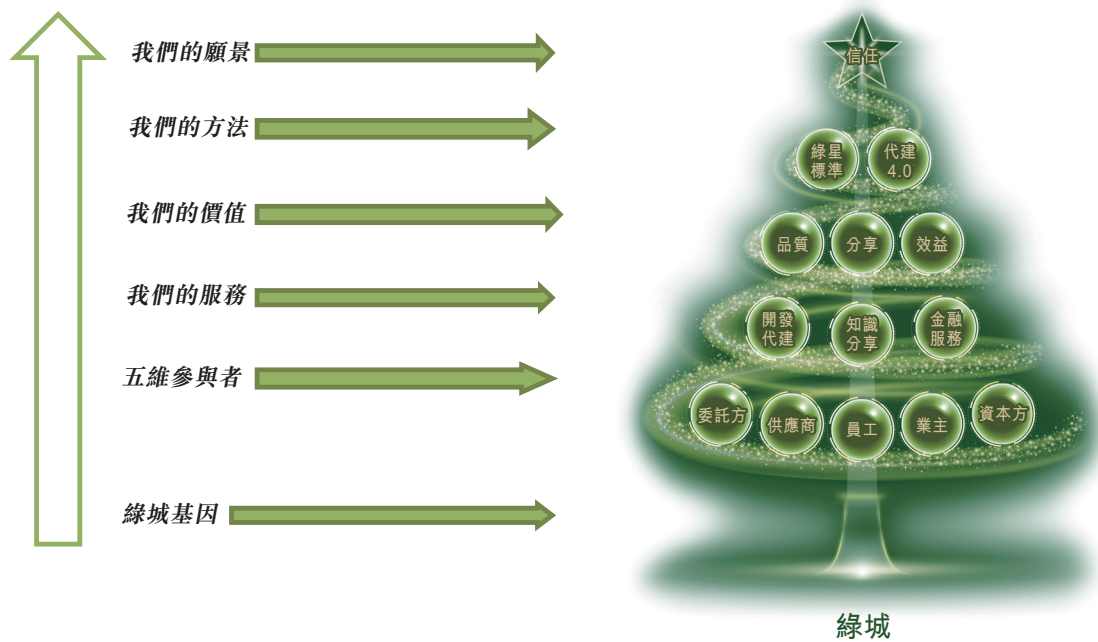 我們的願景
信任
我們的方法
綠星
標準
代建
4.0
我們的價值
品質
分享
效益
我們的服務
開發
代建
知識
分享
金融
服務
五維參與者
委託方
供應商
員工
業主
資本方
綠城基因
綠城